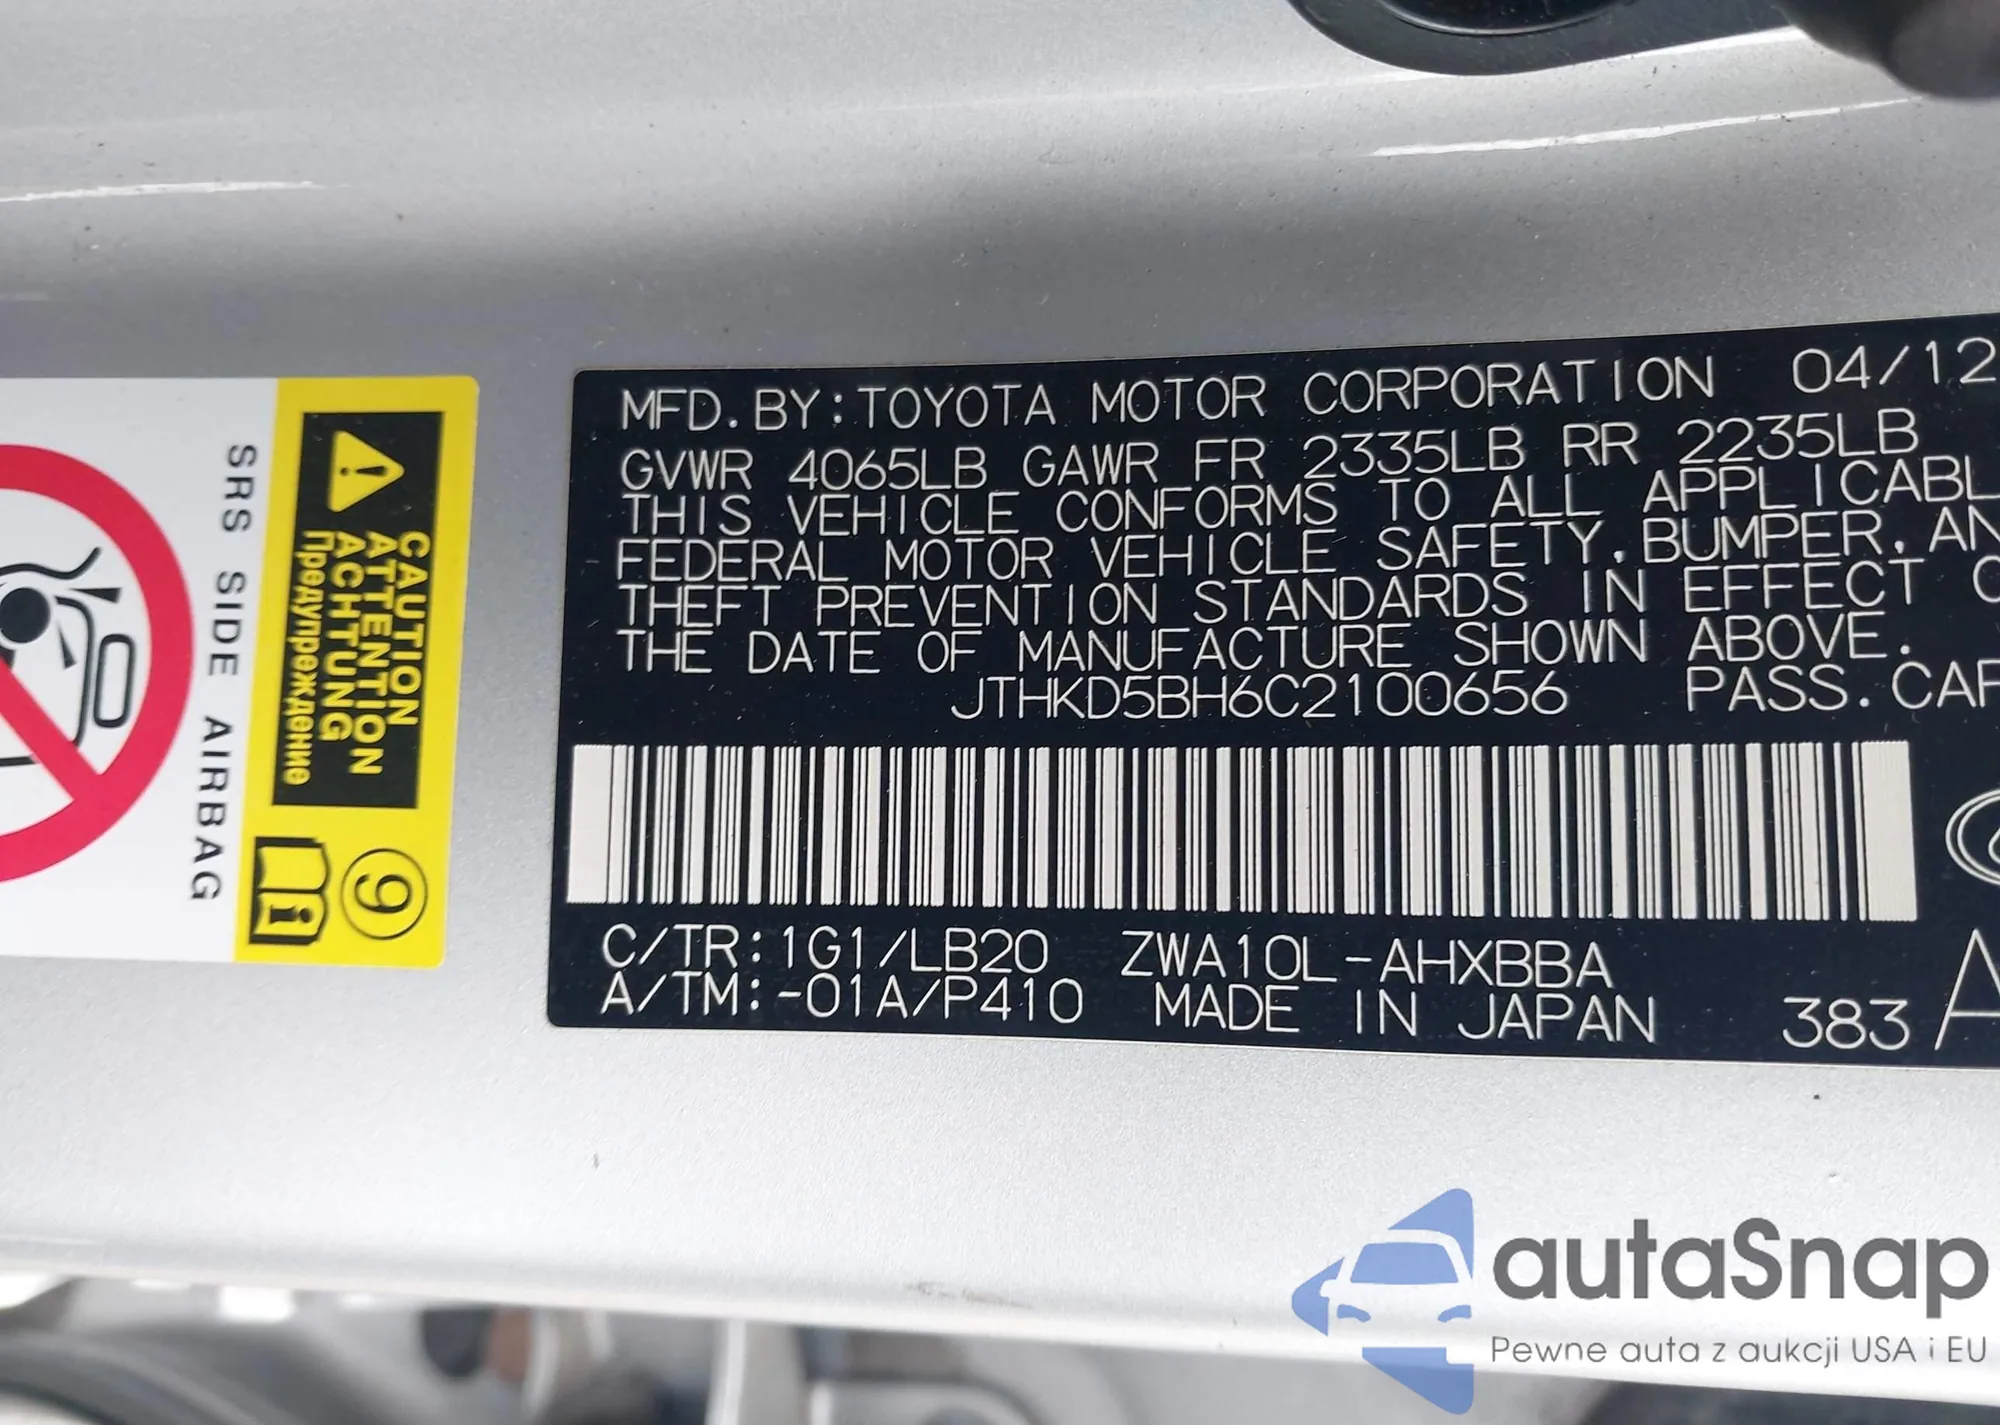 MFD.BY:TOYOTA MOTOR CORPORATION 04/12
GVWR 4065LB GAWR FR 2335LB RR 2235LB
THIS VEHICLE CONFORMS TO ALL APPLICABL
FEDERAL MOTOR VEHICLE SAFETY,BUMPER,AN
THEFT PREVENTION STANDARDS IN EFFECT O
THE DATE OF MANUFACTURE SHOWN ABOVE.
JTHKD5BH6C2100656 PASS.CAR
C/TR:1G1/LB20 ZWA10L-AHXBBA
A/TM:-01A/P410 MADE IN JAPAN 383 A
CAUTION
ATTENTION
ACHTUNG
Предупреждение
9
SRS SIDE AIRBAG
autoSnap
Pewne auta z aukcji USA i EU